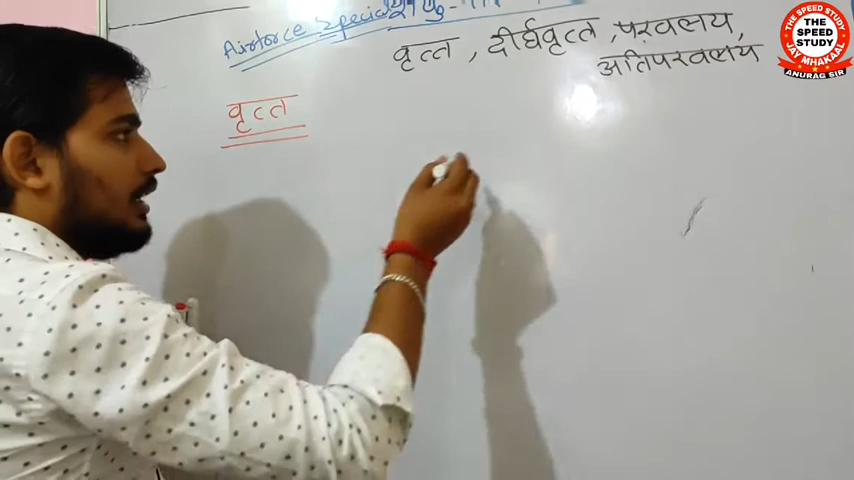 Airforce Special
वृत्त , दीर्घवृत्त , परवलय,
अतिपरवलय
वृत्त
THE SPEED STUDY
THE
SPEED
STUDY
JAY MHAKAAL
ANURAG SIR